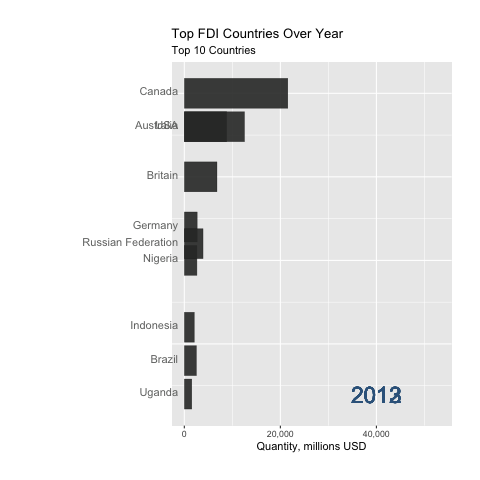 Top FDI Countries Over Year
Top 10 Countries
Canada
Britain
Germany
Russian Federation
Nigeria
Indonesia
Brazil
Uganda
0 20,000 40,000
Quantity, millions USD